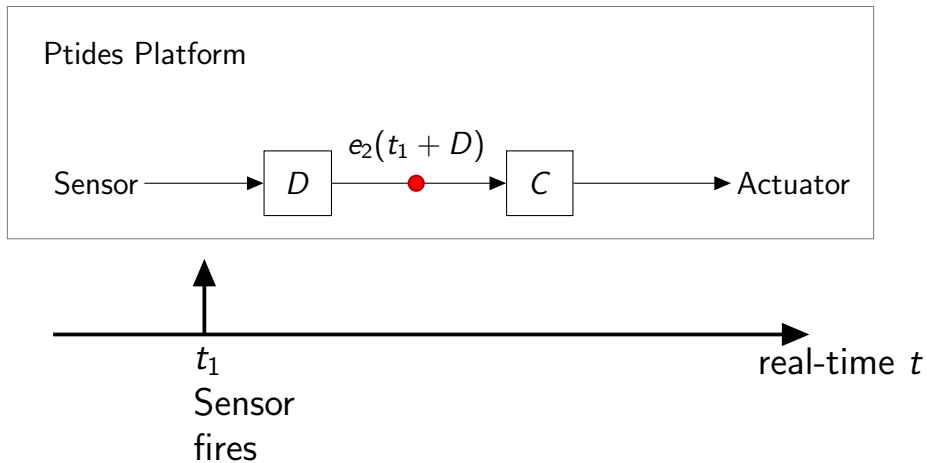 Ptides Platform
e₂(t₁ + D)
Sensor D C Actuator
t₁ real-time t
Sensor
fires